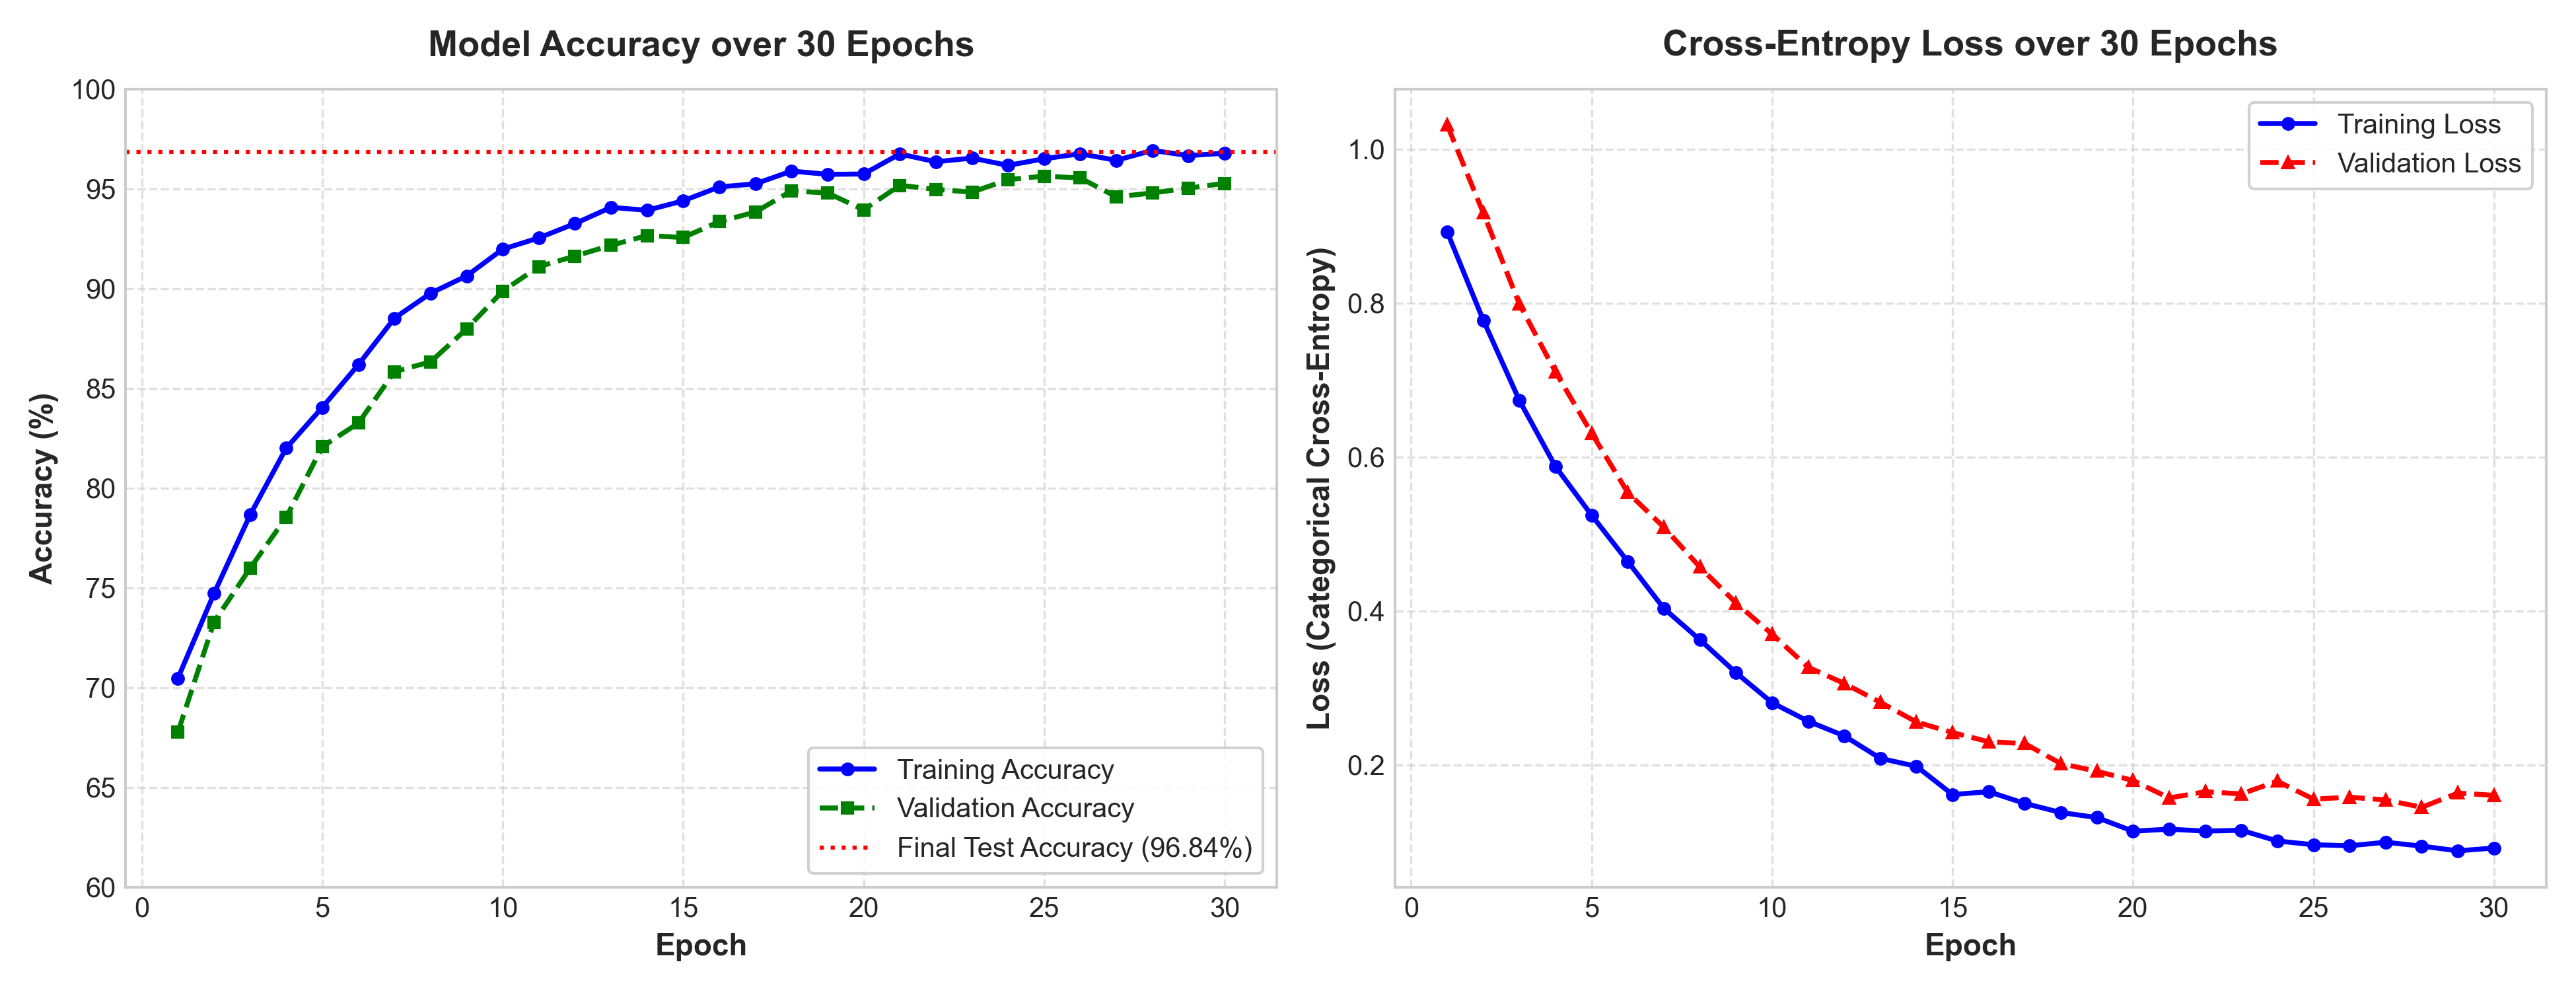 Model Accuracy over 30 Epochs
Accuracy (%)
100
95
90
85
80
75
70
65
60
0 5 10 15 20 25 30
Epoch
Training Accuracy
Validation Accuracy
Final Test Accuracy (96.84%)
Cross-Entropy Loss over 30 Epochs
Loss (Categorical Cross-Entropy)
1.0
0.8
0.6
0.4
0.2
0 5 10 15 20 25 30
Epoch
Training Loss
Validation Loss